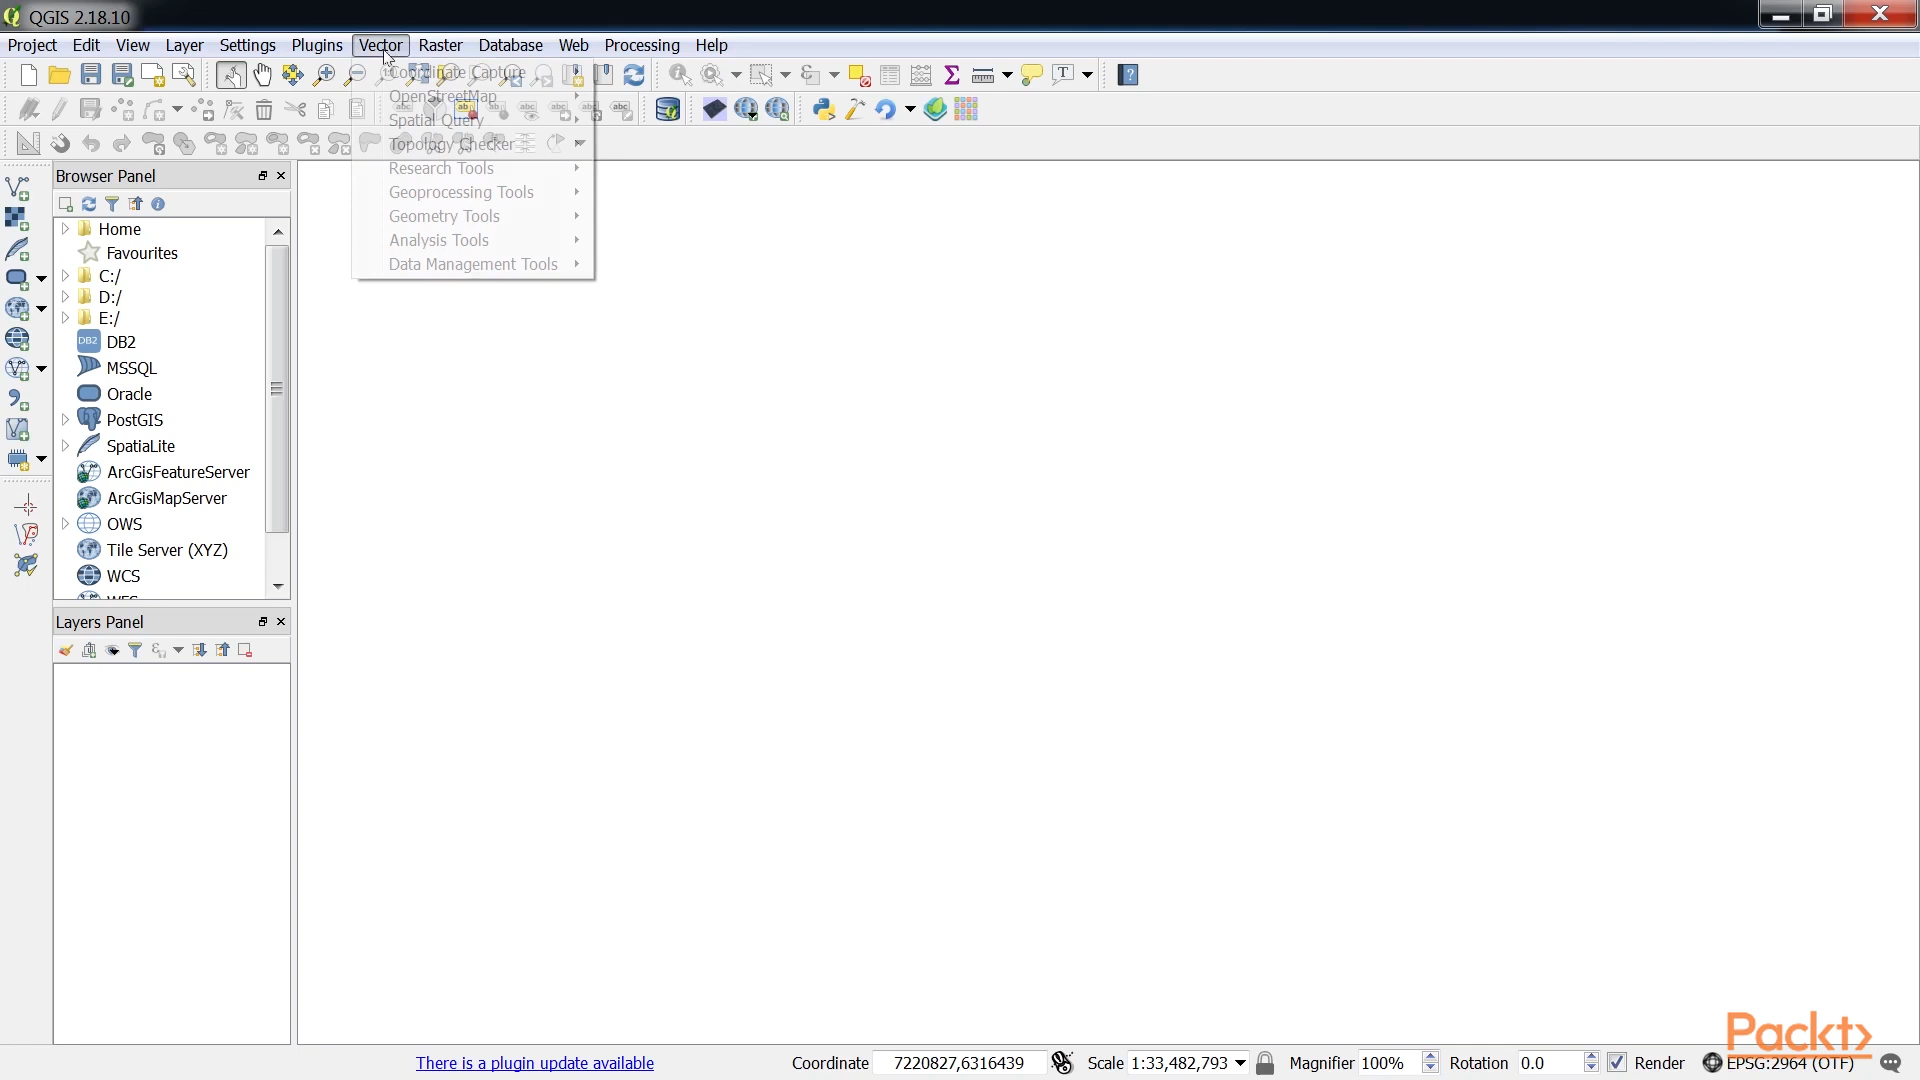 QGIS 2.18.10
Project Edit View Layer Settings Plugins Vector Raster Database Web Processing Help
Coordinate Capture
OpenStreetMap
Spatial Query
Topology Checker
Research Tools
Geoprocessing Tools
Geometry Tools
Analysis Tools
Data Management Tools
Browser Panel
Home
Favourites
C:/
D:/
E:/
DB2 DB2
MSSQL
Oracle
PostGIS
SpatiaLite
ArcGisFeatureServer
ArcGisMapServer
OWS
Tile Server (XYZ)
WCS
Layers Panel
Packt>
There is a plugin update available Coordinate 7220827,6316439 Scale 1:33,482,793 Magnifier 100% Rotation 0.0 Render EPSG:2964 (OTF)